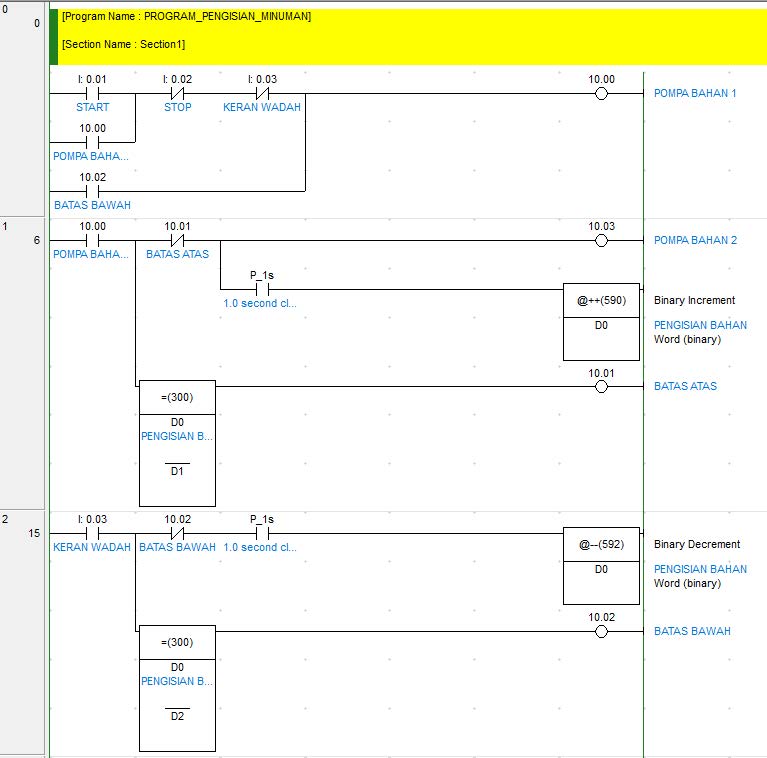 0
0
[Program Name : PROGRAM_PENGISIAN_MINUMAN]
[Section Name : Section1]
I: 0.01
I: 0.02
I: 0.03
10.00
START
STOP
KERAN WADAH
POMPA BAHAN 1
10.00
POMPA BAHA...
10.02
BATAS BAWAH
1
6
10.00
10.01
10.03
POMPA BAHA...
BATAS ATAS
POMPA BAHAN 2
P_1s
1.0 second cl...
@++(590)
Binary Increment
D0
PENGISIAN BAHAN
Word (binary)
10.01
BATAS ATAS
=(300)
D0
PENGISIAN B...
D1
2
15
I: 0.03
10.02
P_1s
KERAN WADAH
BATAS BAWAH
1.0 second cl...
@--(592)
Binary Decrement
D0
PENGISIAN BAHAN
Word (binary)
10.02
BATAS BAWAH
=(300)
D0
PENGISIAN B...
D2